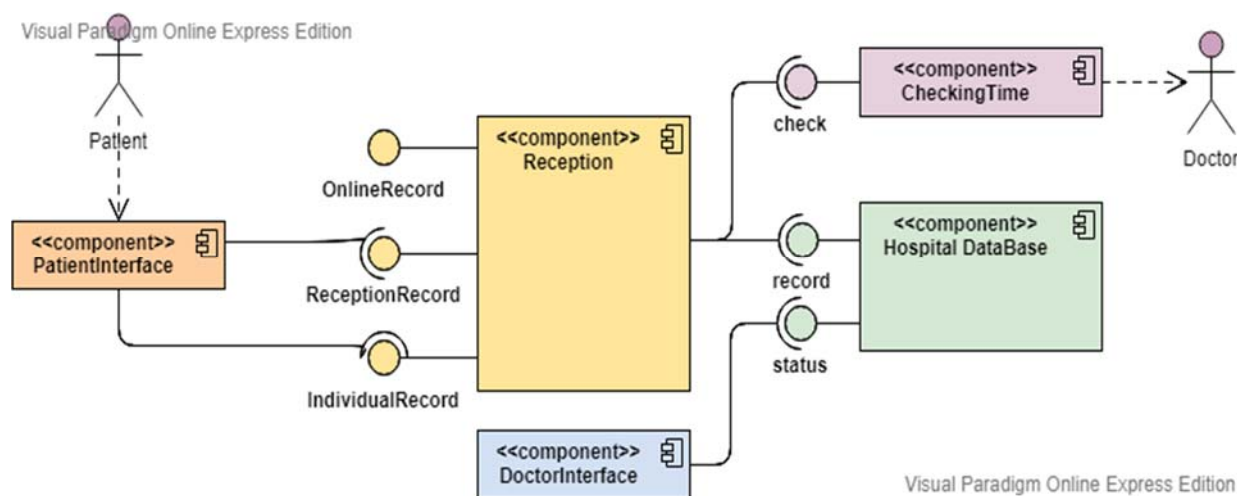 Visual Paradigm Online Express Edition
Patient
<<component>>
PatientInterface
OnlineRecord
ReceptionRecord
IndividualRecord
<<component>>
Reception
<<component>>
DoctorInterface
check
record
status
<<component>>
CheckingTime
<<component>>
Hospital DataBase
Doctor
Visual Paradigm Online Express Edition